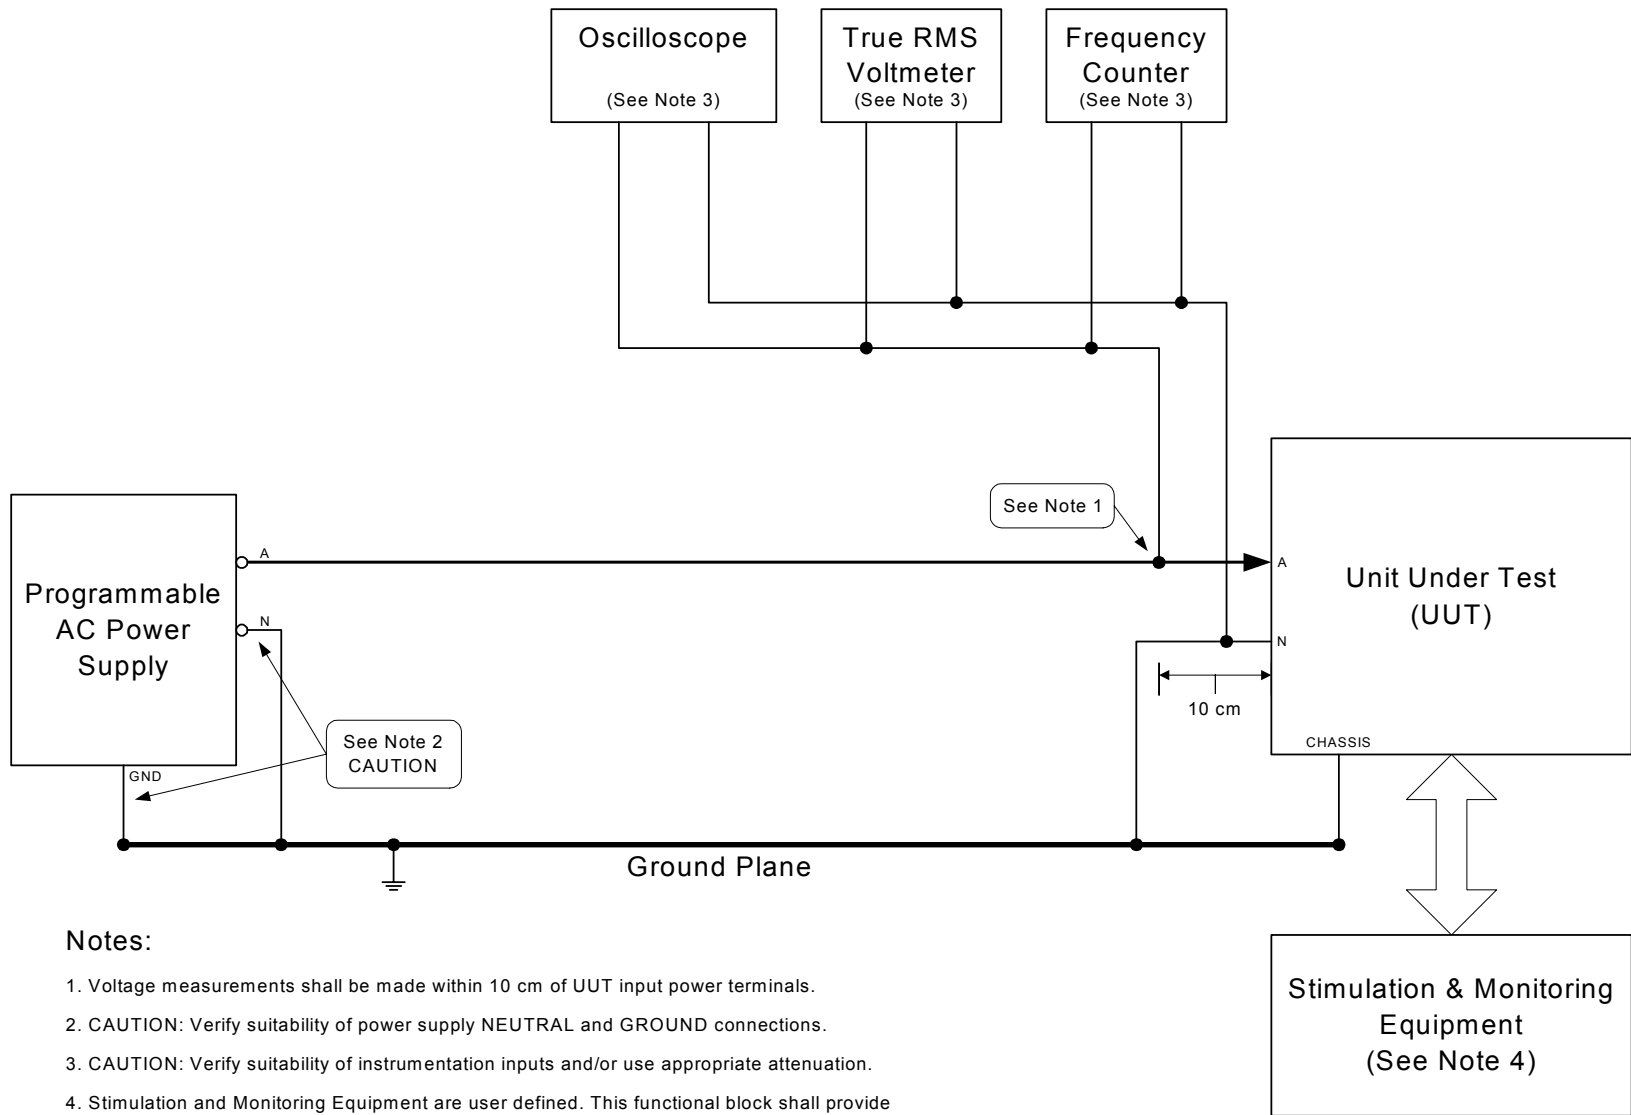 Oscilloscope
(See Note 3)
True RMS
Voltmeter
(See Note 3)
Frequency
Counter
(See Note 3)
See Note 1
Programmable
AC Power
Supply
A
N
GND
See Note 2
CAUTION
A
N
10 cm
Unit Under Test
(UUT)
CHASSIS
Ground Plane
Stimulation & Monitoring
Equipment
(See Note 4)
Notes:
1. Voltage measurements shall be made within 10 cm of UUT input power terminals.
2. CAUTION: Verify suitability of power supply NEUTRAL and GROUND connections.
3. CAUTION: Verify suitability of instrumentation inputs and/or use appropriate attenuation.
4. Stimulation and Monitoring Equipment are user defined. This functional block shall provide